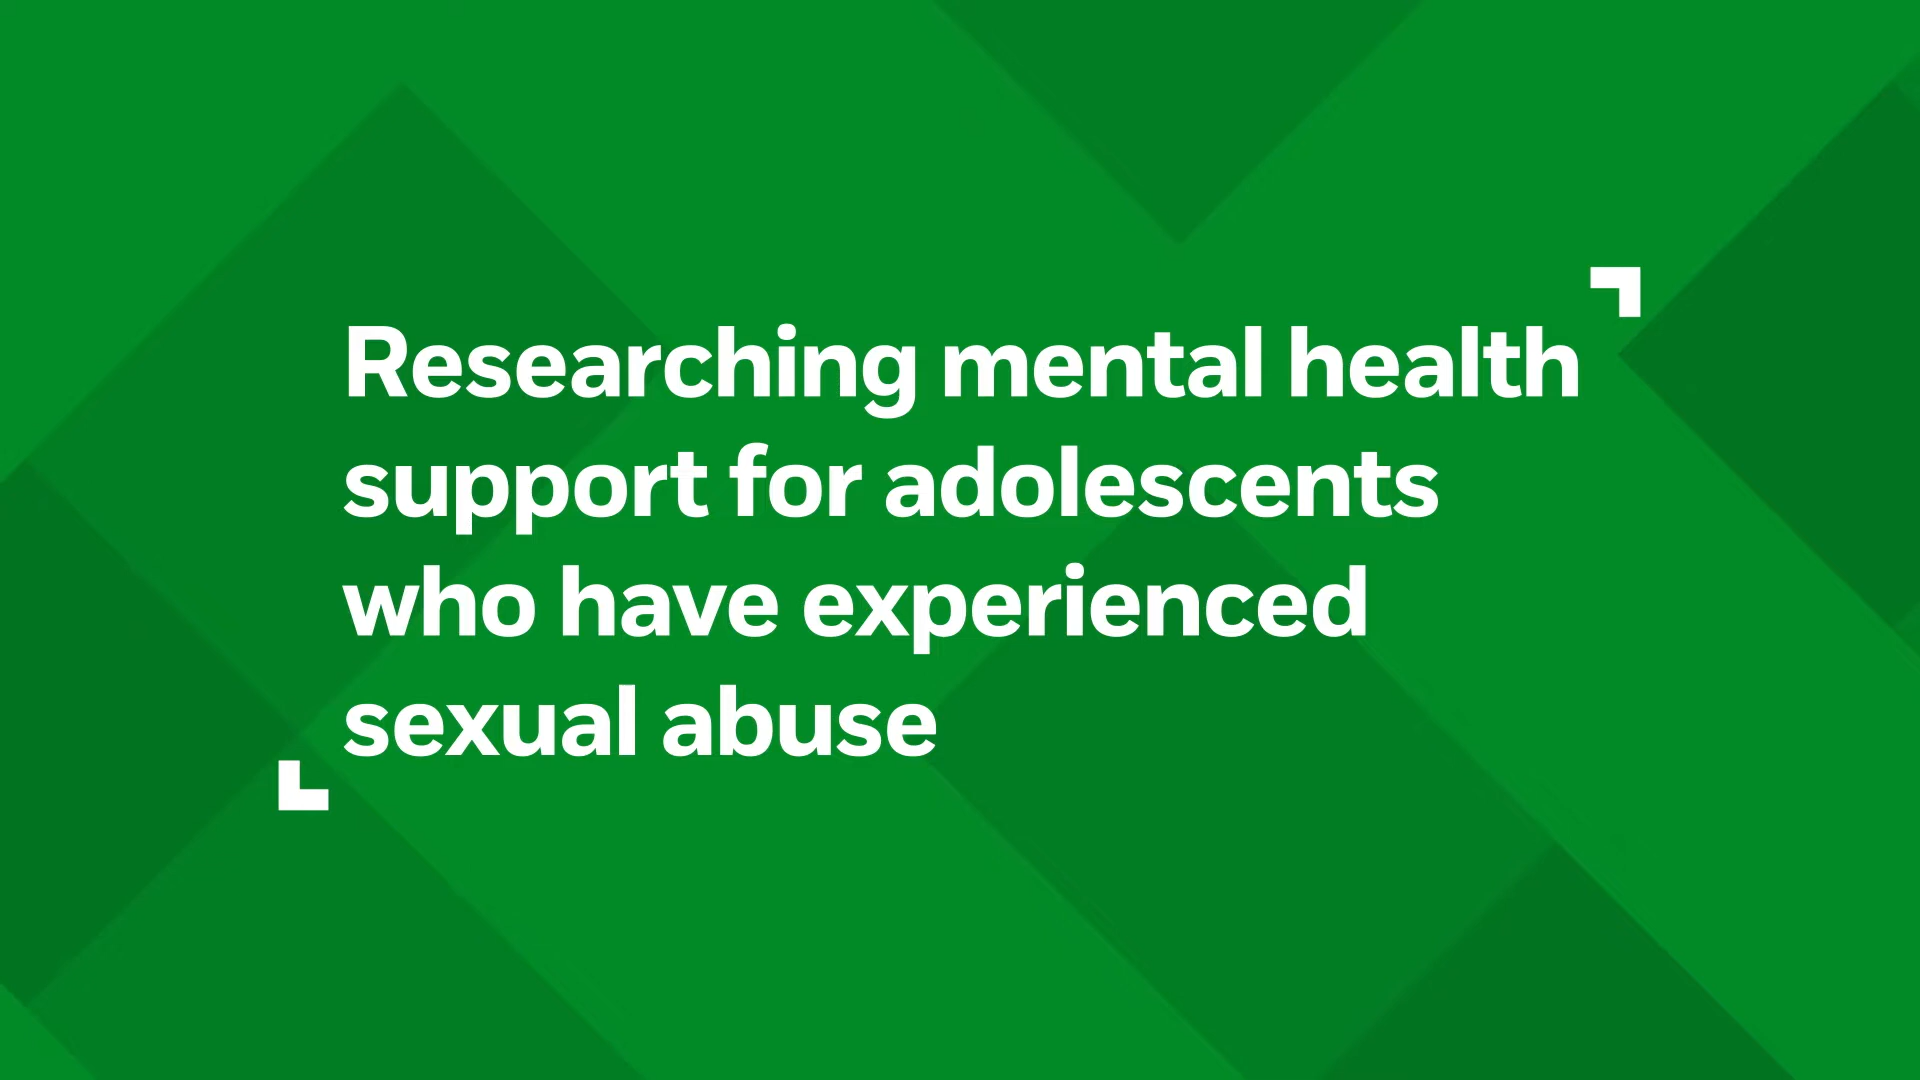 Researching mental health
support for adolescents
who have experienced
sexual abuse